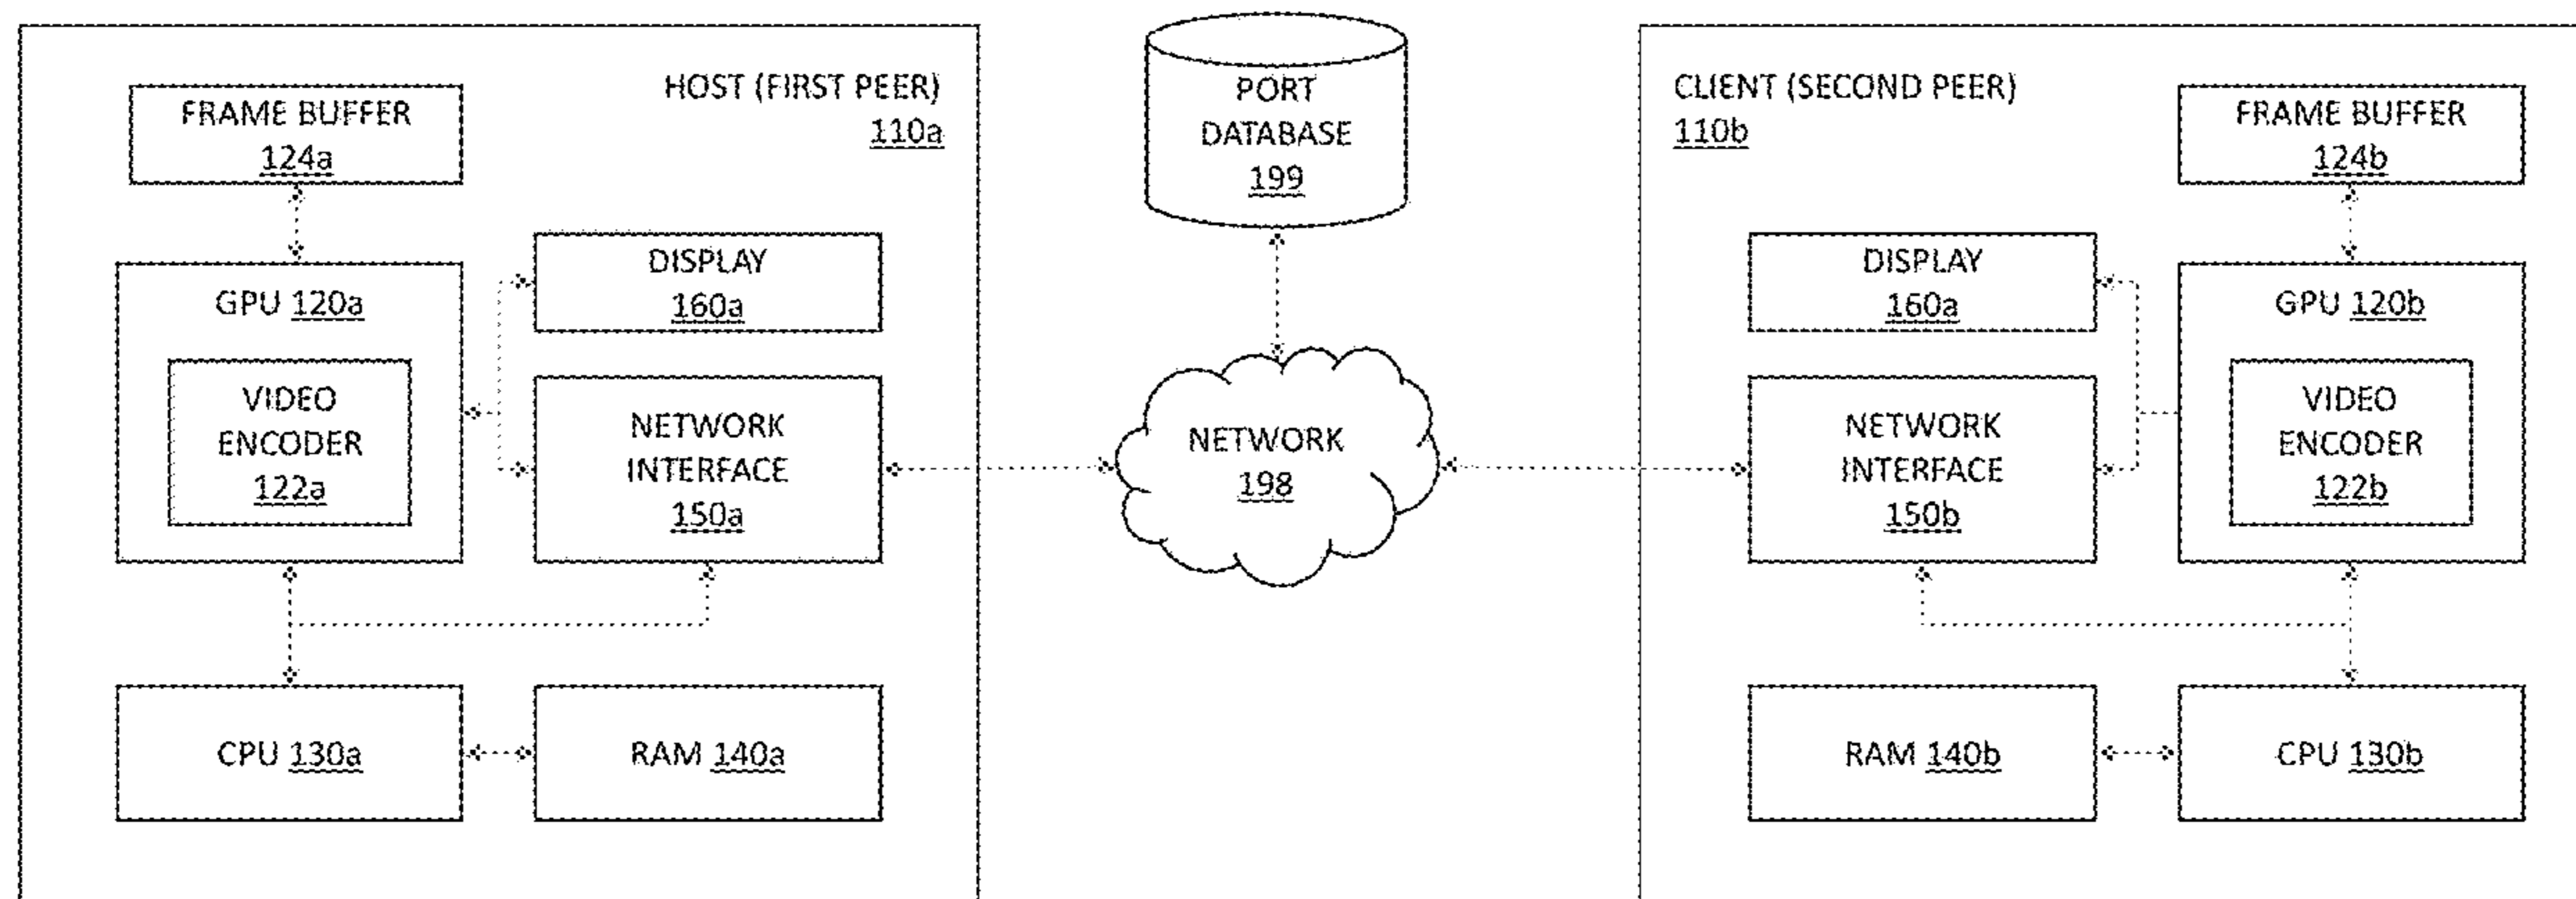 HOST (FIRST PEER)
110a
FRAME BUFFER
124a
GPU 120a
VIDEO
ENCODER
122a
DISPLAY
160a
NETWORK
INTERFACE
150a
CPU 130a
RAM 140a
PORT
DATABASE
199
NETWORK
198
CLIENT (SECOND PEER)
110b
FRAME BUFFER
124b
DISPLAY
160a
GPU 120b
VIDEO
ENCODER
122b
NETWORK
INTERFACE
150b
RAM 140b
CPU 130b